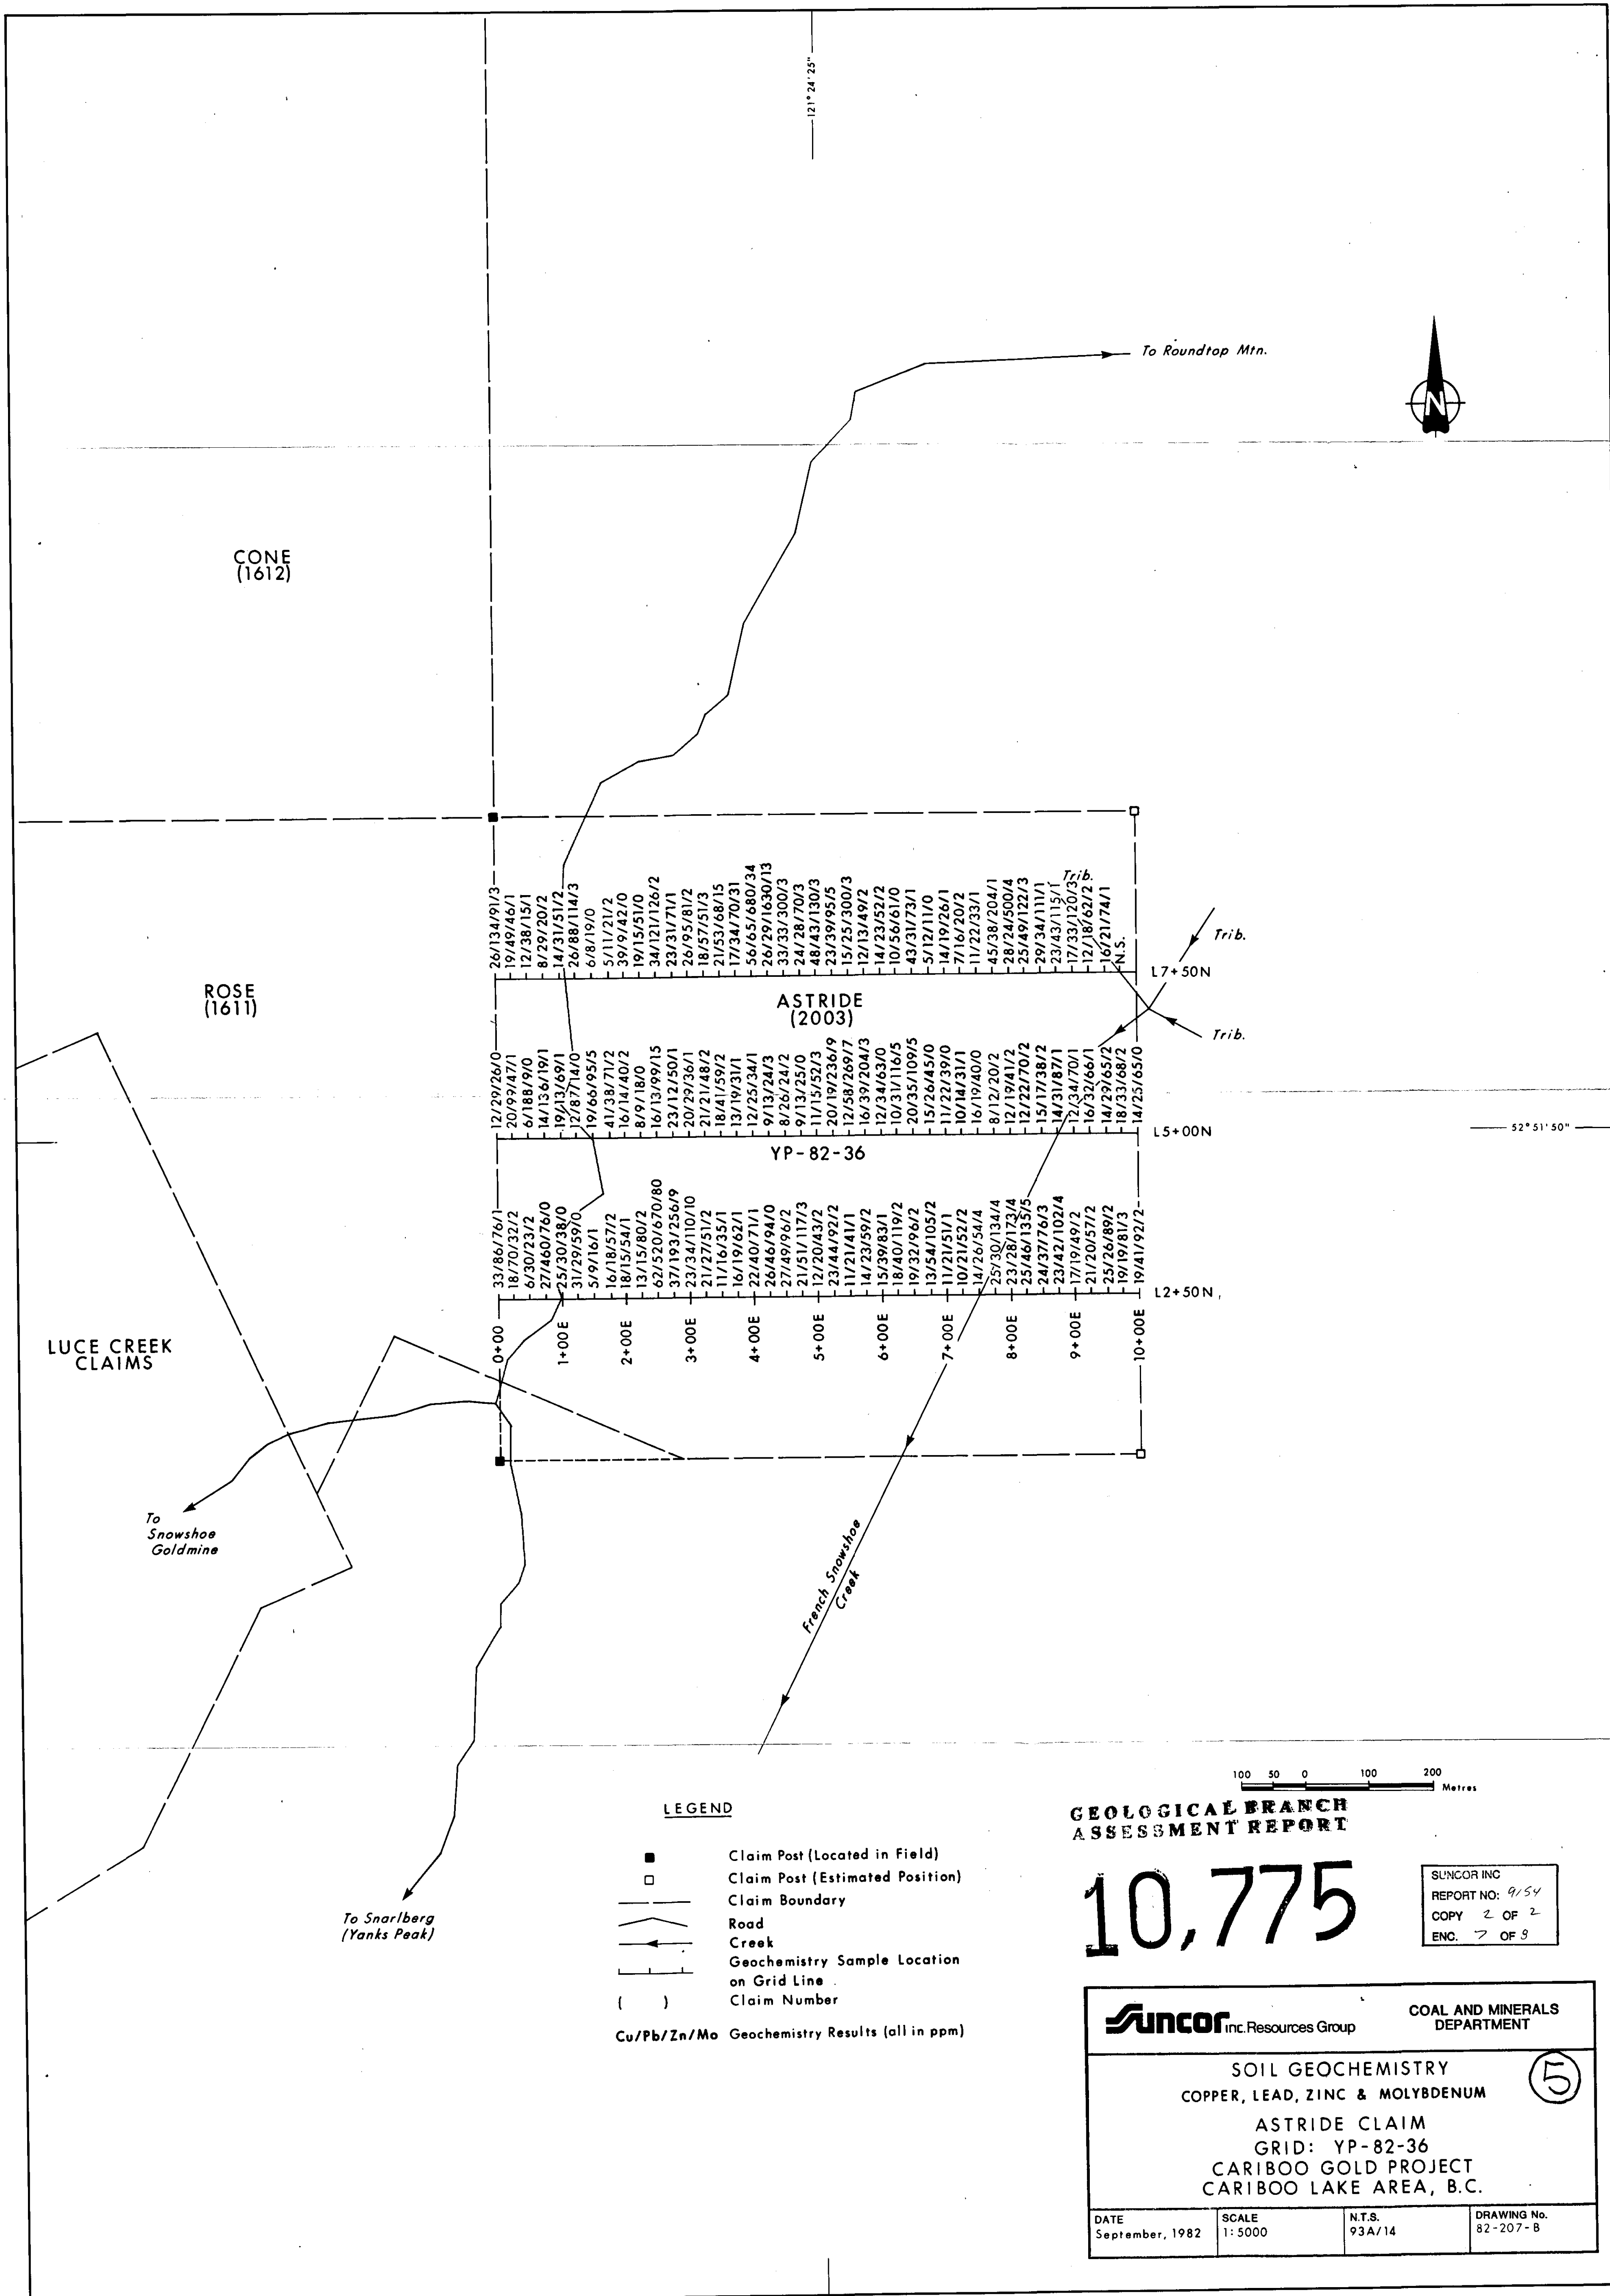 121° 24' 25"
To Roundtop Mtn.
N
CONE
(1612)
26/134/91/3
19/49/46/1
12/38/15/1
8/29/20/2
14/31/51/2
26/88/114/3
6/8/19/0
5/11/21/2
39/9/42/0
19/15/51/0
34/121/126/2
23/31/71/1
26/95/81/2
18/57/51/3
21/53/68/15
17/34/70/31
56/65/680/34
26/29/1630/13
33/33/300/3
24/28/70/3
48/43/130/3
23/39/95/5
15/25/300/3
12/13/49/2
14/23/52/2
10/56/61/0
43/31/73/1
5/12/11/0
14/19/26/1
7/16/20/2
11/22/33/1
45/38/204/1
28/24/500/4
25/49/122/3
29/34/111/1
23/43/115/1
17/33/120/3
12/18/62/2
16/21/74/1
N.S.
Trib.
Trib.
L7+50N
ROSE
(1611)
ASTRIDE
(2003)
Trib.
12/29/26/0
20/99/47/1
6/188/9/0
14/136/19/1
19/13/69/1
12/87/14/0
19/66/95/5
41/38/71/2
16/14/40/2
8/9/18/0
16/13/99/15
23/12/50/1
20/29/36/1
21/21/48/2
18/41/59/2
13/19/31/1
12/25/34/1
9/13/24/3
8/26/24/2
9/13/25/0
11/15/52/3
20/19/236/9
12/58/269/7
16/39/204/3
12/34/63/0
10/31/116/5
20/35/109/5
15/26/45/0
11/22/39/0
10/14/31/1
16/19/40/0
8/12/20/2
12/19/41/2
12/22/70/2
15/17/38/2
14/31/87/1
12/34/70/1
16/32/66/1
14/29/65/2
18/33/68/2
14/25/65/0
L5+00N
52° 51' 50"
YP-82-36
33/86/76/1
18/70/32/2
6/30/23/2
27/460/76/0
25/30/38/0
31/29/59/0
5/9/16/1
16/18/57/2
18/15/54/1
13/15/80/2
62/520/670/80
37/193/256/9
23/34/110/10
21/27/51/2
11/16/35/1
16/19/62/1
22/40/71/1
26/46/94/0
27/49/96/2
21/51/117/3
12/20/43/2
23/44/92/2
11/21/41/1
14/23/59/2
15/39/83/1
18/40/119/2
19/32/96/2
13/54/105/2
11/21/51/1
10/21/52/2
14/26/54/4
25/30/134/4
23/28/173/4
25/46/135/5
24/37/76/3
23/42/102/4
17/19/49/2
21/20/57/2
25/26/89/2
19/19/81/3
19/41/92/2
L2+50N
0+00
1+00E
2+00E
3+00E
4+00E
5+00E
6+00E
7+00E
8+00E
9+00E
10+00E
LUCE CREEK
CLAIMS
To
Snowshoe
Goldmine
French Snowshoe
Creek
To Snarlberg
(Yanks Peak)
LEGEND
Claim Post (Located in Field)
Claim Post (Estimated Position)
Claim Boundary
Road
Creek
Geochemistry Sample Location
on Grid Line
( ) Claim Number
Cu/Pb/Zn/Mo Geochemistry Results (all in ppm)
100 50 0 100 200
Metres
GEOLOGICAL BRANCH
ASSESSMENT REPORT
10,775
SUNCOR INC
REPORT NO: 9154
COPY 2 OF 2
ENC. 7 OF 9
Suncor inc. Resources Group
COAL AND MINERALS
DEPARTMENT
SOIL GEOCHEMISTRY
5
COPPER, LEAD, ZINC & MOLYBDENUM
ASTRIDE CLAIM
GRID: YP-82-36
CARIBOO GOLD PROJECT
CARIBOO LAKE AREA, B.C.
DATE
September, 1982
SCALE
1:5000
N.T.S.
93A/14
DRAWING No.
82-207-B